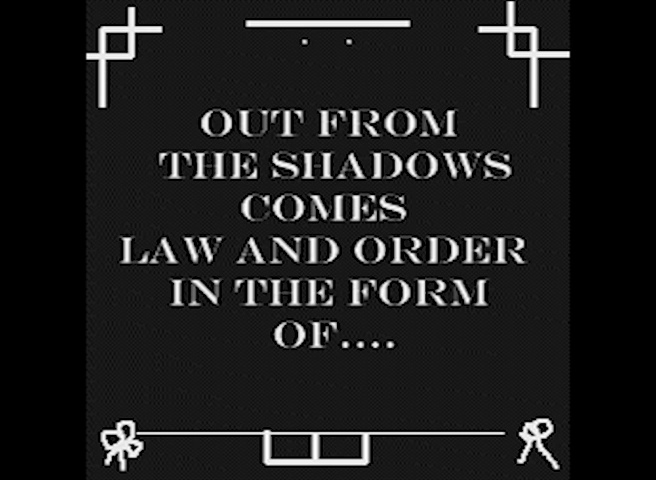 OUT FROM
THE SHADOWS
COMES
LAW AND ORDER
IN THE FORM
OF....